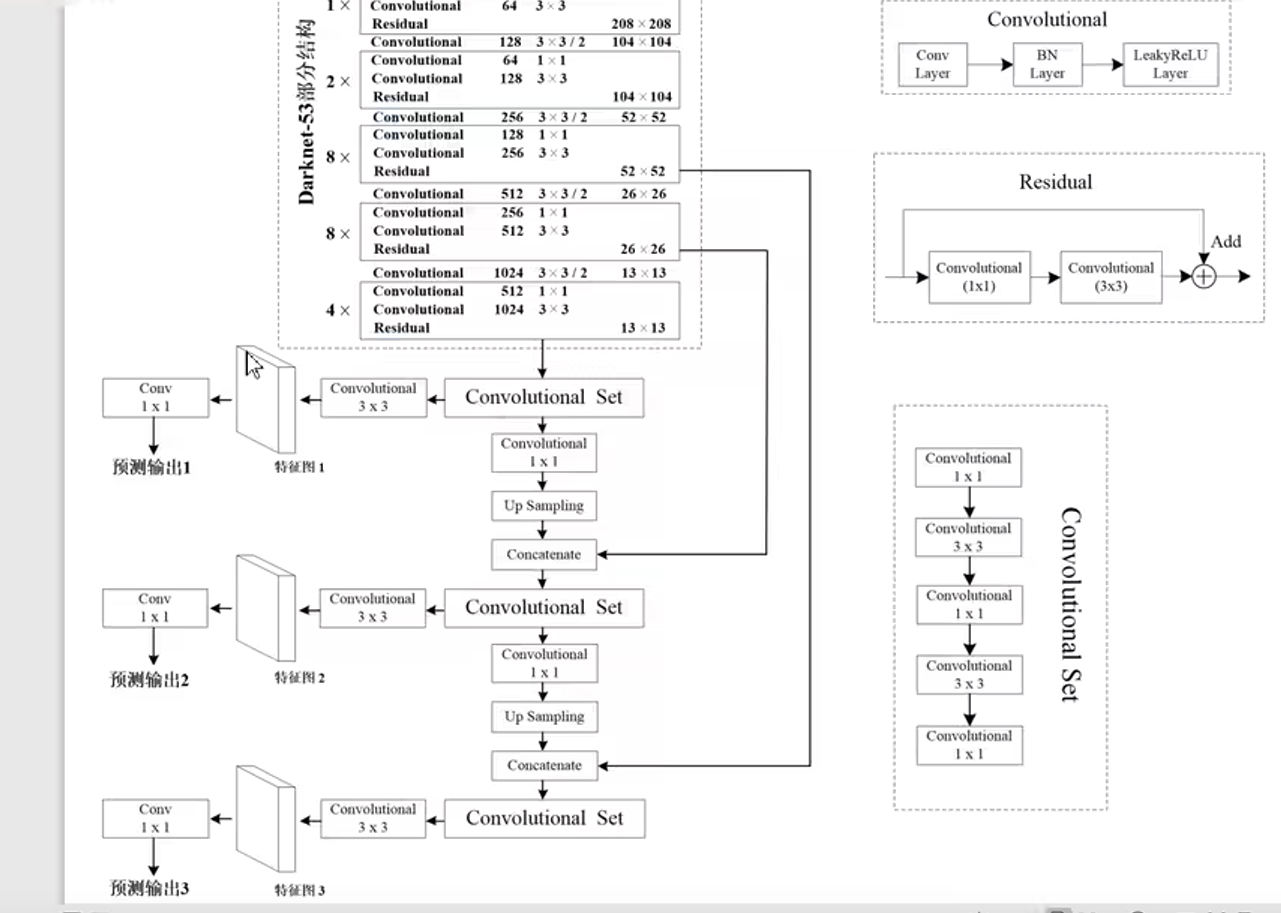 1 × Convolutional 64 3 × 3
Residual 208 × 208
Convolutional 128 3 × 3 / 2 104 × 104
Convolutional 64 1 × 1
2 × Convolutional 128 3 × 3
Residual 104 × 104
Convolutional 256 3 × 3 / 2 52 × 52
Convolutional 128 1 × 1
8 × Convolutional 256 3 × 3
Residual 52 × 52
Convolutional 512 3 × 3 / 2 26 × 26
Convolutional 256 1 × 1
8 × Convolutional 512 3 × 3
Residual 26 × 26
Convolutional 1024 3 × 3 / 2 13 × 13
Convolutional 512 1 × 1
4 × Convolutional 1024 3 × 3
Residual 13 × 13
Darknet-53部分结构
Convolutional
Conv
Layer
BN
Layer
LeakyReLU
Layer
Residual
Add
Convolutional
(1x1)
Convolutional
(3x3)
Conv
1 x 1
Convolutional
3 x 3
Convolutional Set
预测输出1
特征图1
Convolutional
1 x 1
Up Sampling
Concatenate
Conv
1 x 1
Convolutional
3 x 3
Convolutional Set
预测输出2
特征图2
Convolutional
1 x 1
Up Sampling
Concatenate
Conv
1 x 1
Convolutional
3 x 3
Convolutional Set
预测输出3
特征图3
Convolutional
1 x 1
Convolutional
3 x 3
Convolutional
1 x 1
Convolutional
3 x 3
Convolutional
1 x 1
Convolutional Set